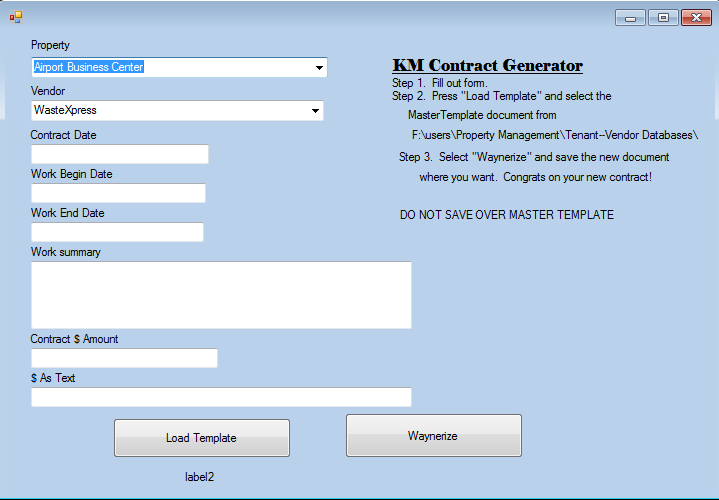 Property
Airport Business Center
Vendor
WasteXpress
Contract Date
Work Begin Date
Work End Date
Work summary
Contract $ Amount
$ As Text
Load Template
Waynerize
label2
KM Contract Generator
Step 1.  Fill out form.
Step 2.  Press "Load Template" and select the
MasterTemplate document from
F:\users\Property Management\Tenant--Vendor Databases\
Step 3.  Select "Waynerize" and save the new document
where you want.  Congrats on your new contract!
DO NOT SAVE OVER MASTER TEMPLATE